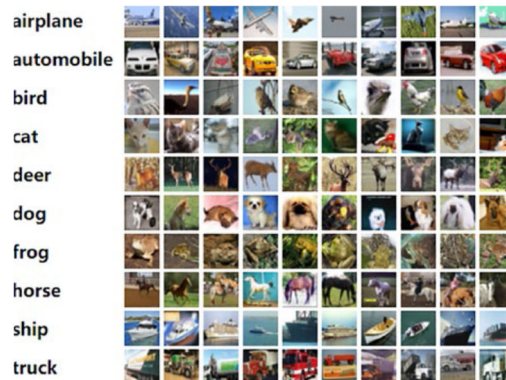 airplane
automobile
bird
cat
deer
dog
frog
horse
ship
truck